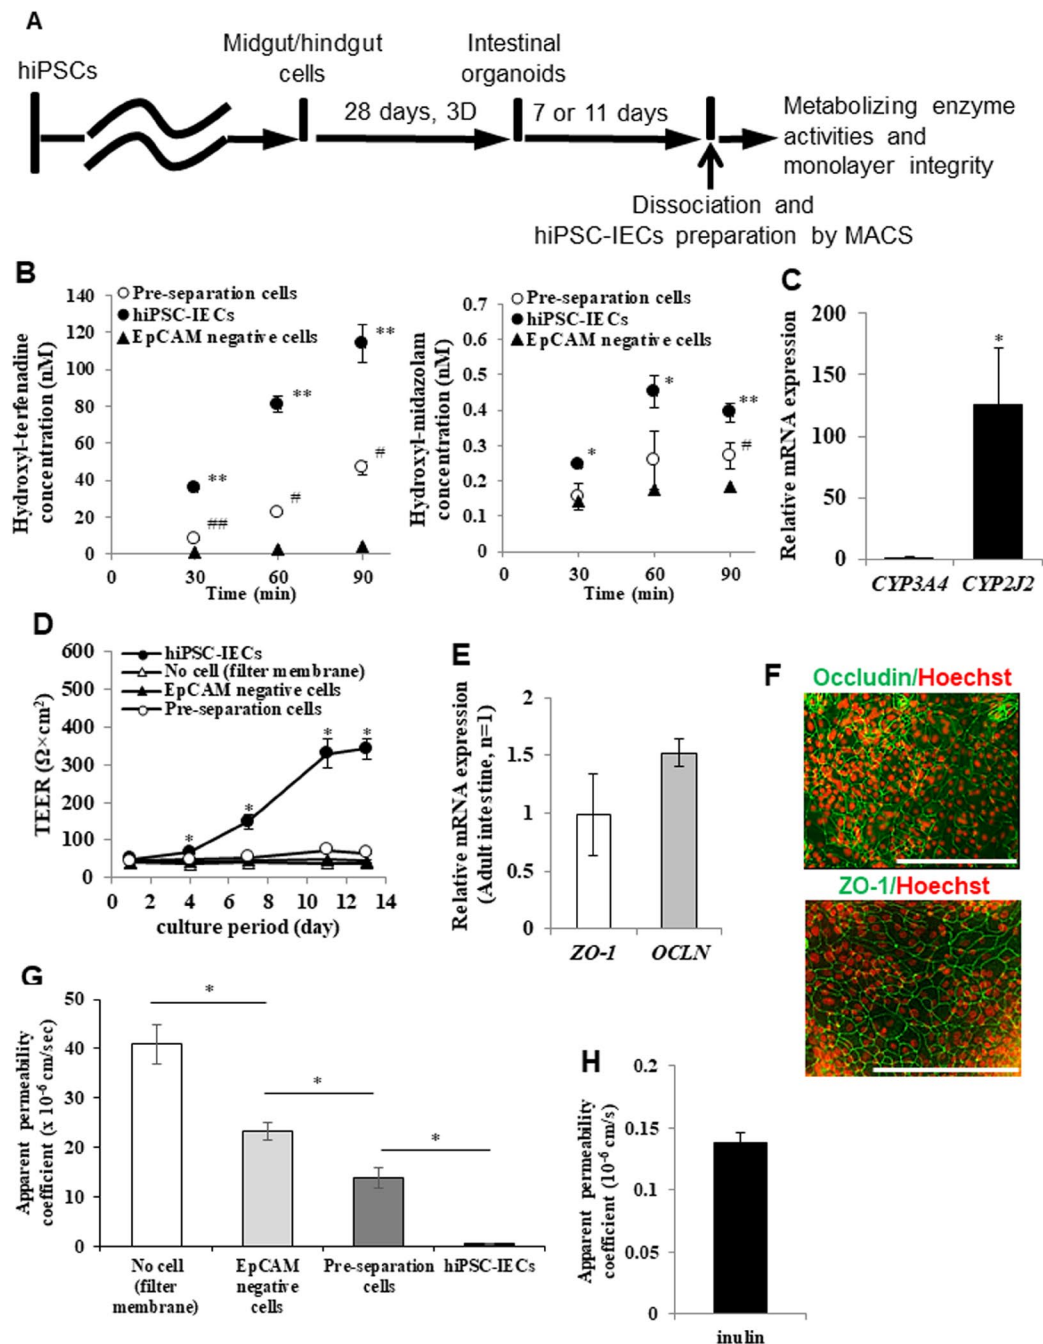 A
hiPSCs
Midgut/hindgut
cells
Intestinal
organoids
28 days, 3D
7 or 11 days
Metabolizing enzyme
activities and
monolayer integrity
Dissociation and
hiPSC-IECs preparation by MACS
B
Pre-separation cells
hiPSC-IECs
EpCAM negative cells
Hydroxyl-terfenadine
concentration (nM)
140
120
100
80
60
40
20
0
**
**
**
##
#
#
0
30
60
90
Time (min)
Pre-separation cells
hiPSC-IECs
EpCAM negative cells
Hydroxyl-midazolam
concentration (nM)
0.7
0.6
0.5
0.4
0.3
0.2
0.1
0
*
*
**
#
0
30
60
90
Time (min)
C
Relative mRNA expression
200
150
100
50
0
*
CYP3A4
CYP2J2
D
hiPSC-IECs
No cell (filter membrane)
EpCAM negative cells
Pre-separation cells
TEER (Ω×cm2)
600
500
400
300
200
100
0
*
*
*
*
0
2
4
6
8
10
12
14
culture period (day)
E
Relative mRNA expression
(Adult intestine, n=1)
2
1.5
1
0.5
0
ZO-1
OCLN
F
Occludin/Hoechst
ZO-1/Hoechst
G
Apparent permeability
coefficient (x 10-6 cm/sec)
50
40
30
20
10
0
*
*
*
No cell
(filter
membrane)
EpCAM
negative
cells
Pre-separation
cells
hiPSC-IECs
H
Apparent permeability
coefficient (10-6 cm/s)
0.2
0.15
0.1
0.05
0
inulin